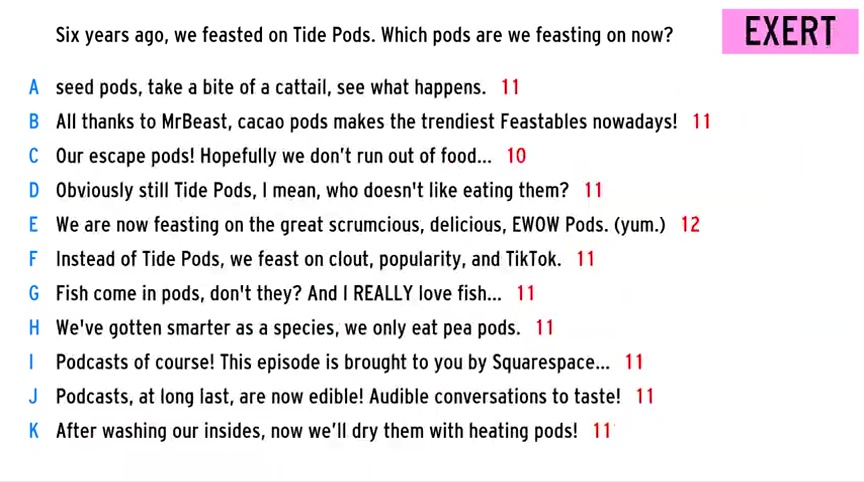 Six years ago, we feasted on Tide Pods. Which pods are we feasting on now?
EXERT
A seed pods, take a bite of a cattail, see what happens. 11
B All thanks to MrBeast, cacao pods makes the trendiest Feastables nowadays! 11
C Our escape pods! Hopefully we don’t run out of food... 10
D Obviously still Tide Pods, I mean, who doesn't like eating them? 11
E We are now feasting on the great scrumcious, delicious, EWOW Pods. (yum.) 12
F Instead of Tide Pods, we feast on clout, popularity, and TikTok. 11
G Fish come in pods, don't they? And I REALLY love fish... 11
H We've gotten smarter as a species, we only eat pea pods. 11
I Podcasts of course! This episode is brought to you by Squarespace... 11
J Podcasts, at long last, are now edible! Audible conversations to taste! 11
K After washing our insides, now we’ll dry them with heating pods! 11